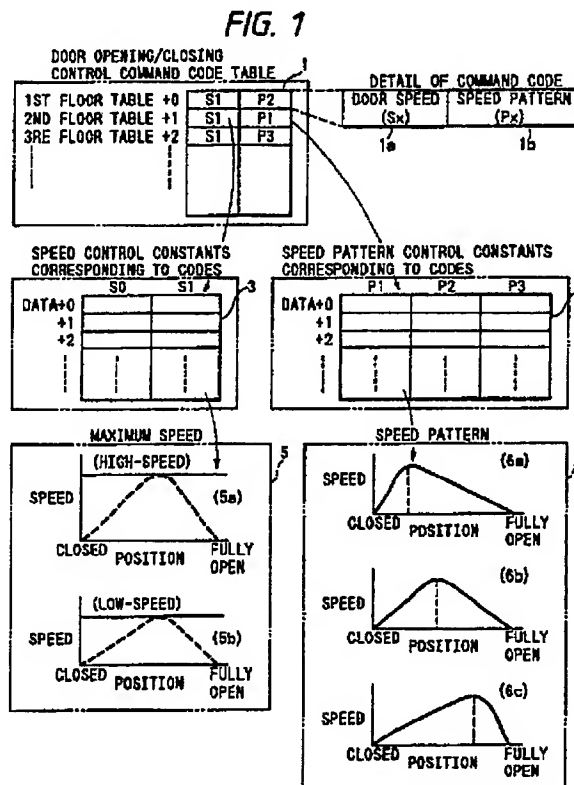 FIG. 1
DOOR OPENING/CLOSING
CONTROL COMMAND CODE TABLE
1
1ST FLOOR TABLE +0 S1 P2
2ND FLOOR TABLE +1 S1 P1
3RE FLOOR TABLE +2 S1 P3
DETAIL OF COMMAND CODE
DOOR SPEED SPEED PATTERN
(Sx) (Px)
1a 1b
SPEED CONTROL CONSTANTS
CORRESPONDING TO CODES
S0 S1
3
DATA+0
+1
+2
SPEED PATTERN CONTROL CONSTANTS
CORRESPONDING TO CODES
P1 P2 P3
DATA+0
+1
+2
MAXIMUM SPEED
5
(HIGH-SPEED)
(5a)
SPEED
CLOSED POSITION FULLY
OPEN
(LOW-SPEED)
(5b)
SPEED
CLOSED POSITION FULLY
OPEN
SPEED PATTERN
(6a)
SPEED
CLOSED POSITION FULLY
OPEN
(6b)
SPEED
CLOSED POSITION FULLY
OPEN
(6c)
SPEED
CLOSED POSITION FULLY
OPEN